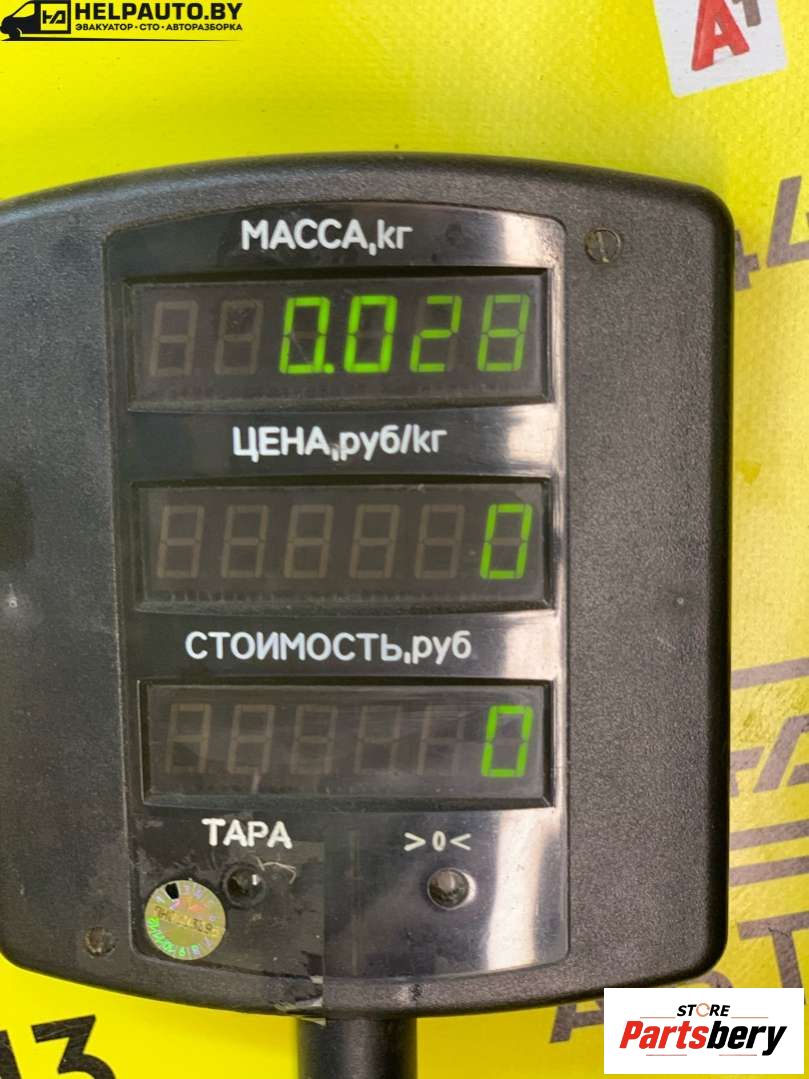 HELPAUTO.BY
ЭВАКУАТОР·СТО·АВТОРАЗБОРКА
МАССА,кг
0.028
ЦЕНА,руб/кг
0
СТОИМОСТЬ,руб
0
ТАРА >0<
STORE
Partsbery